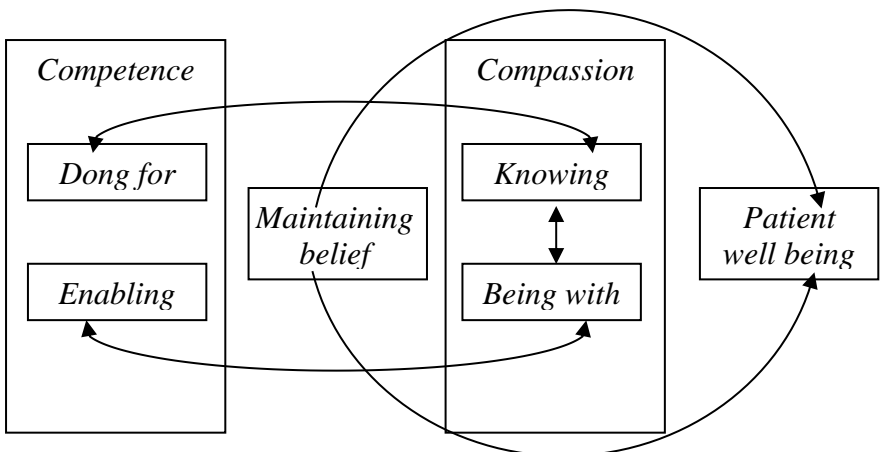 Competence
Dong for
Enabling
Maintaining
belief
Compassion
Knowing
Being with
Patient
well being